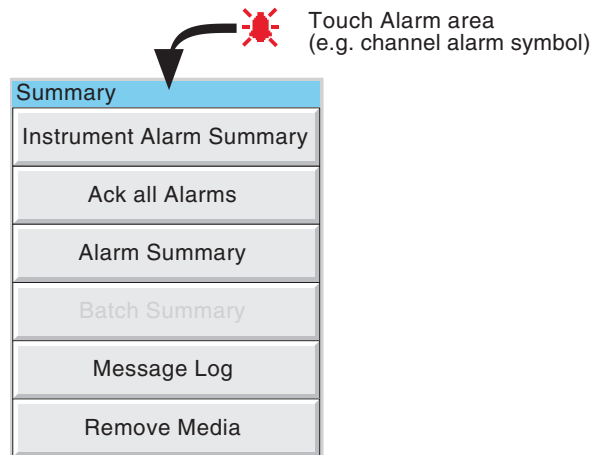 Touch Alarm area
(e.g. channel alarm symbol)
Summary
Instrument Alarm Summary
Ack all Alarms
Alarm Summary
Batch Summary
Message Log
Remove Media